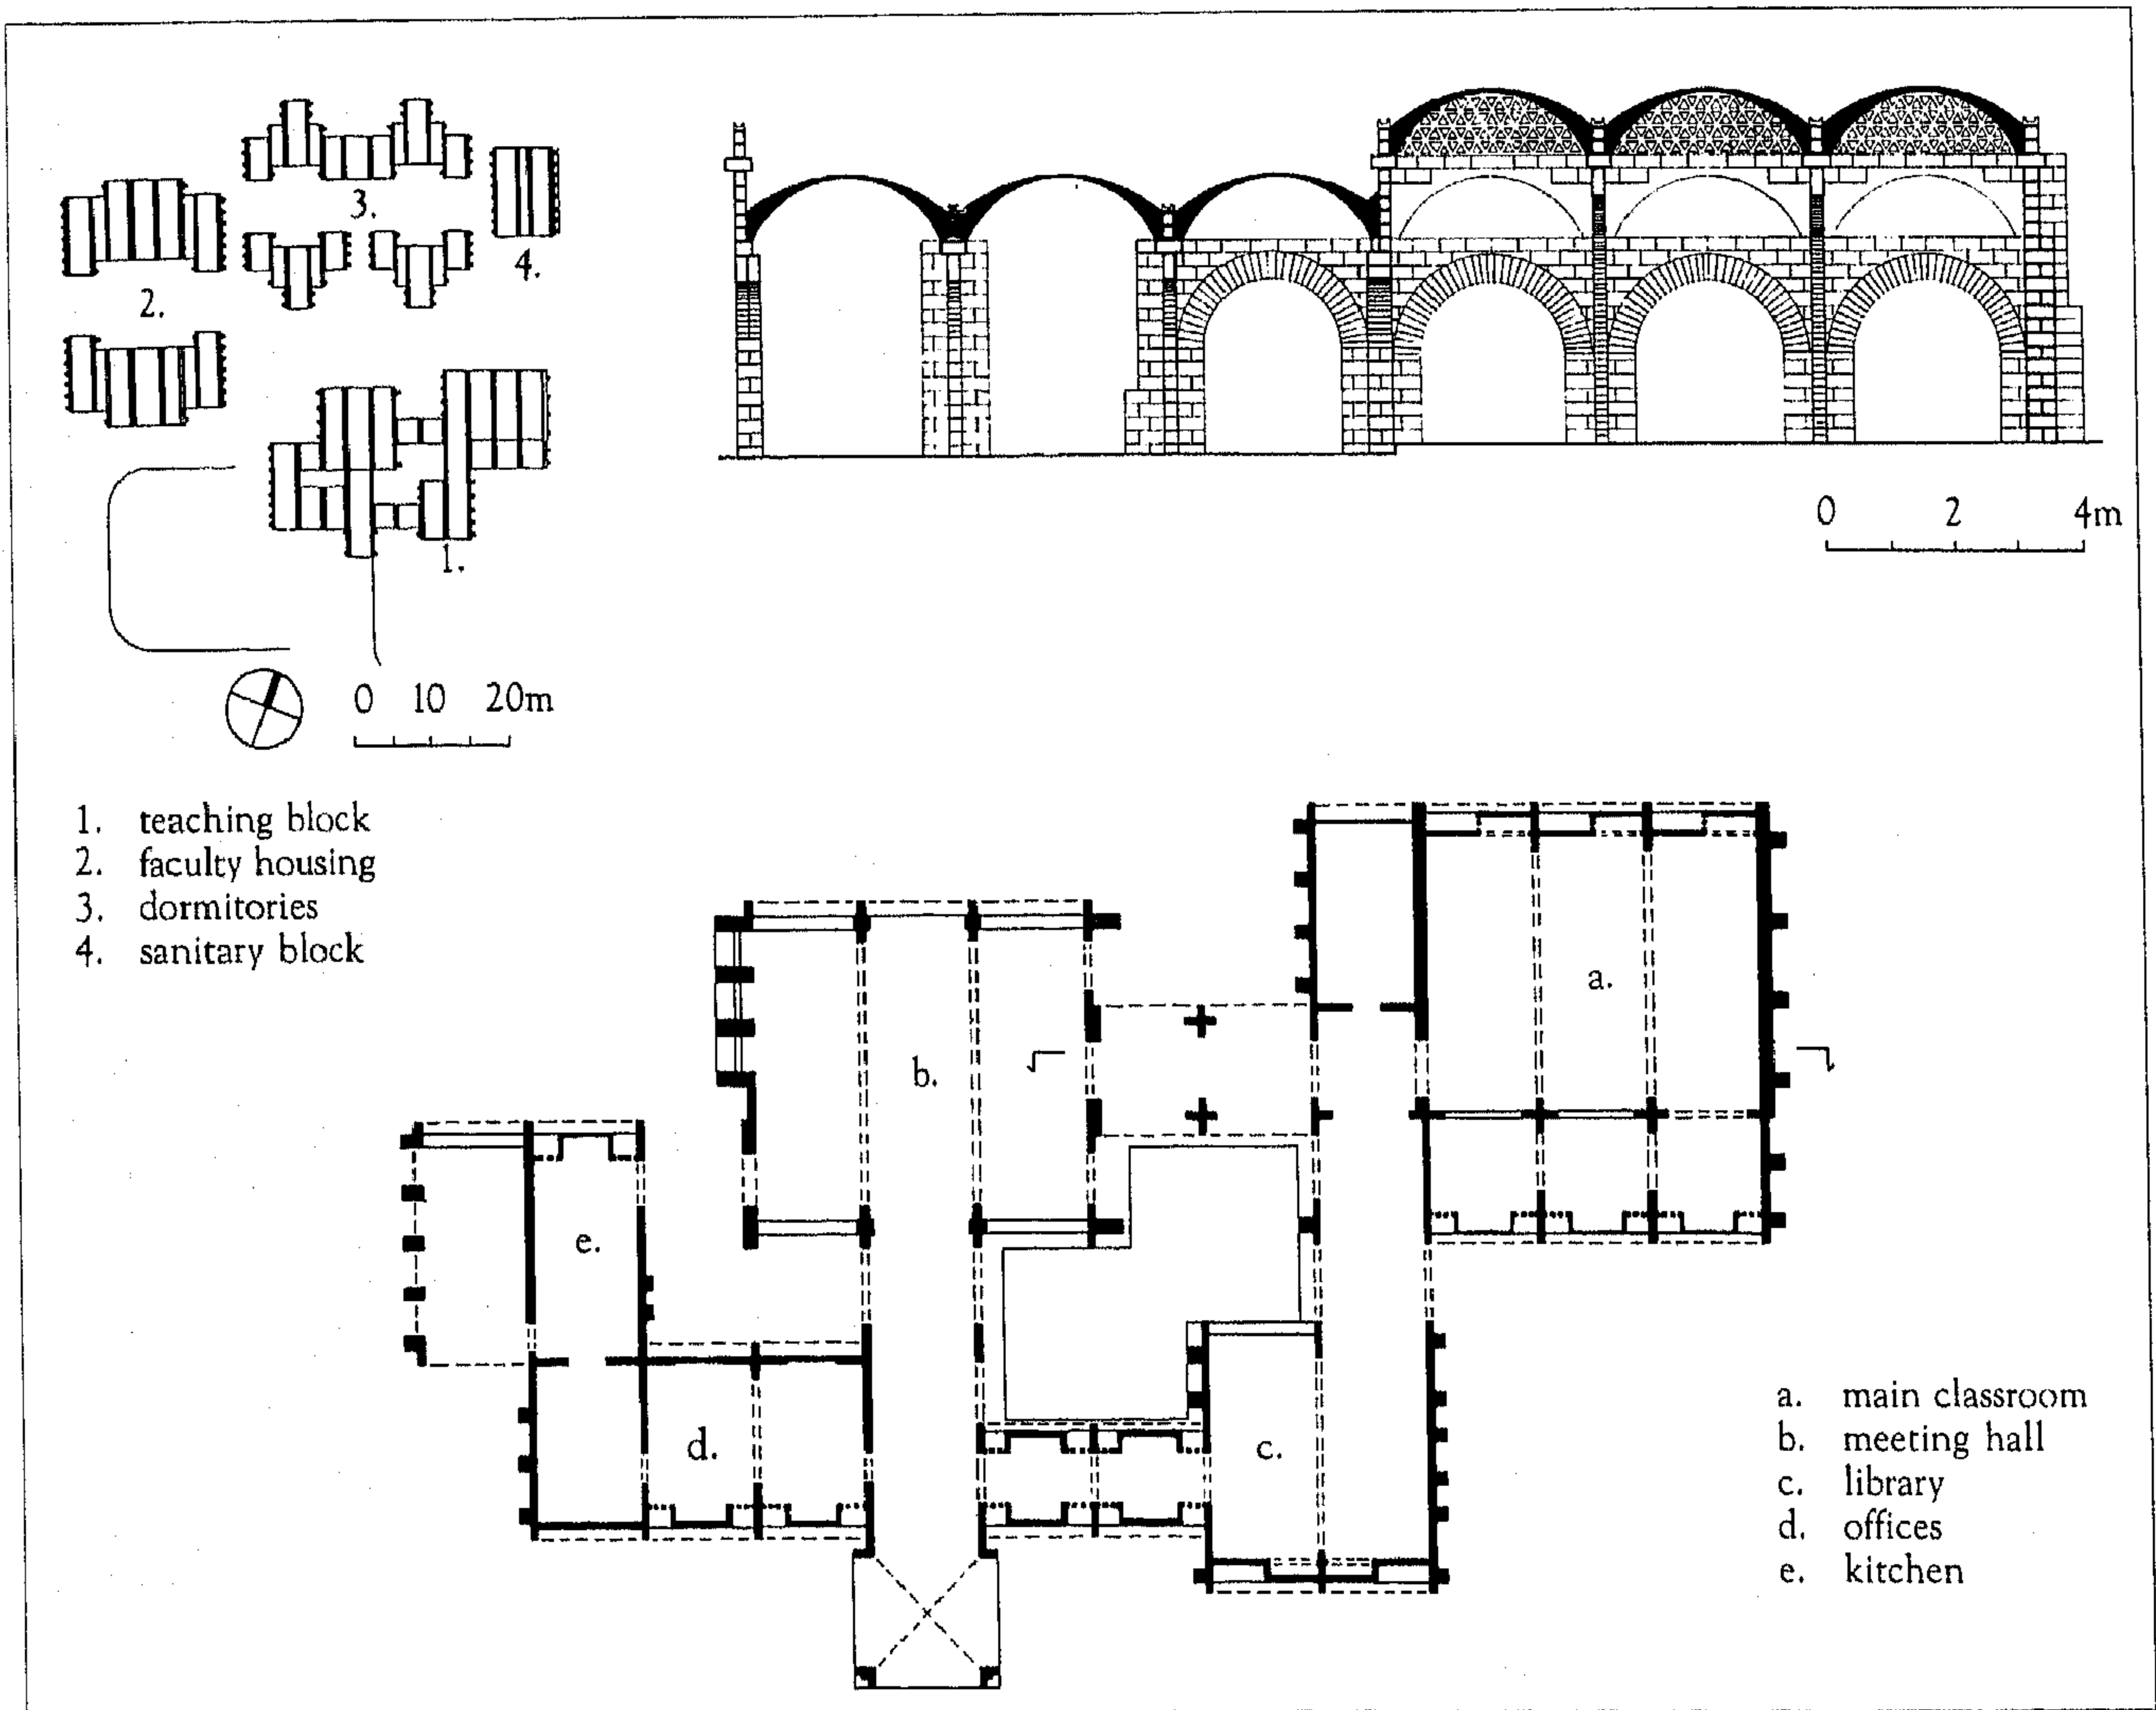 3.
4.
2.
1.
0 2 4m
0 10 20m
1. teaching block
2. faculty housing
3. dormitories
4. sanitary block
a.
b.
e.
d.
c.
a. main classroom
b. meeting hall
c. library
d. offices
e. kitchen